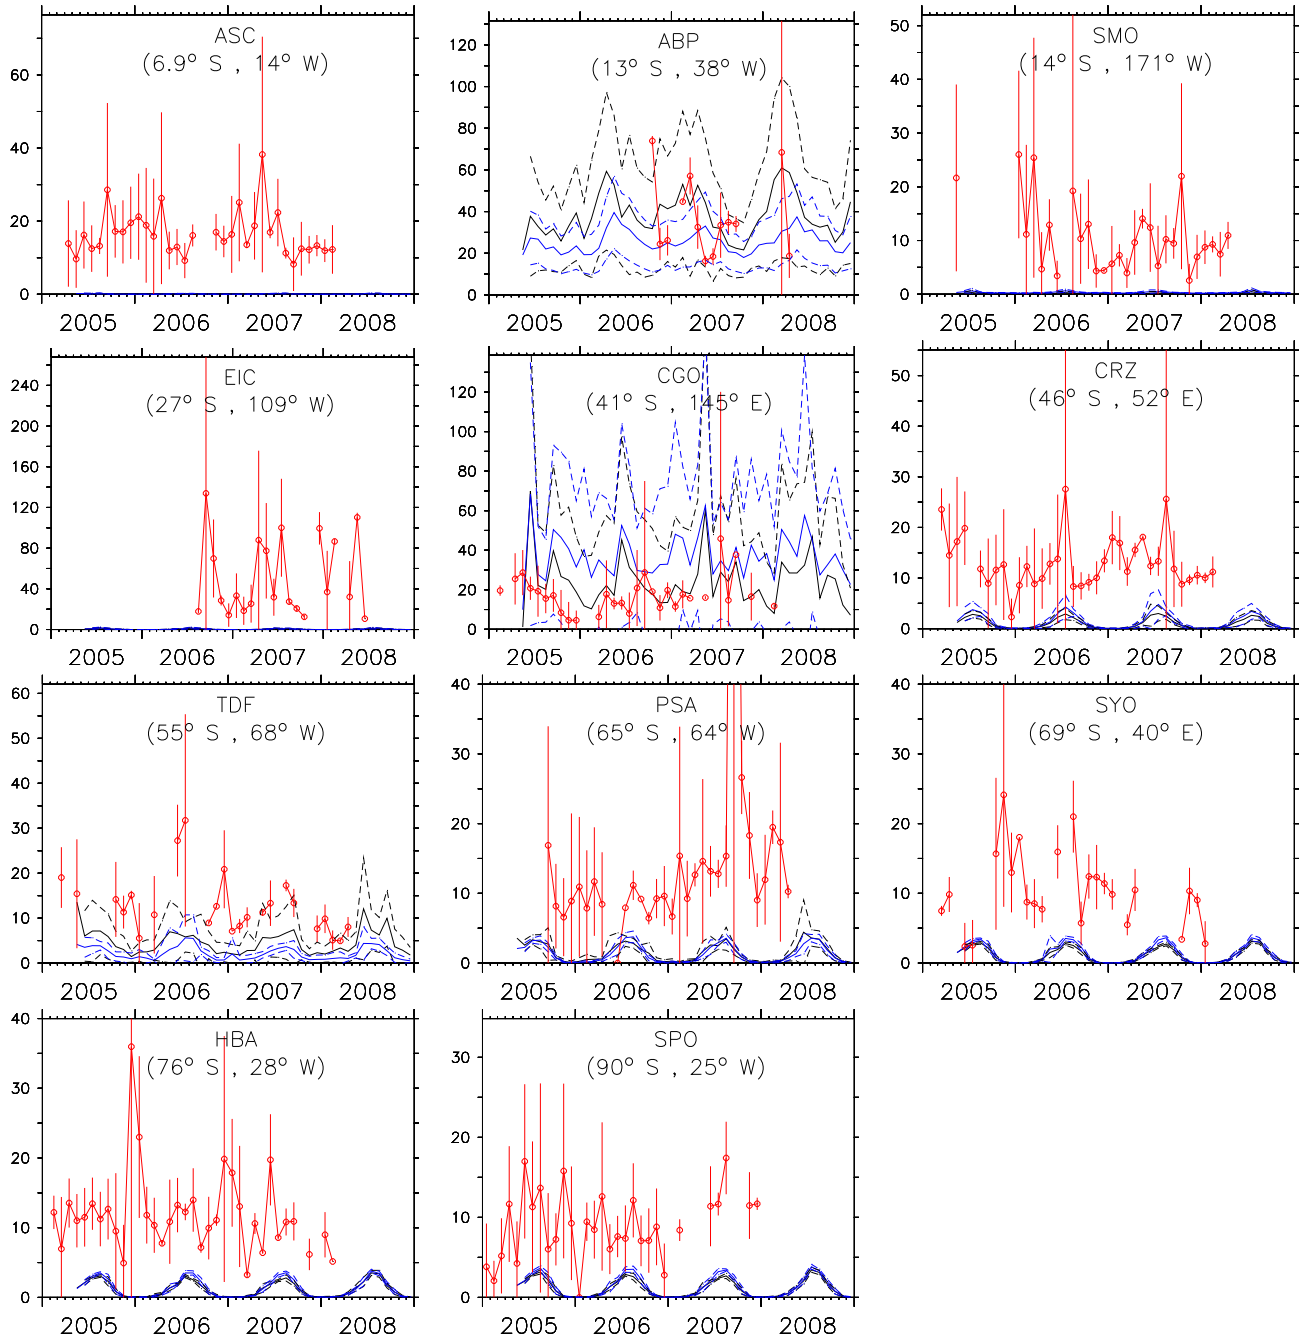 ASC
(6.9° S , 14° W)
60
40
20
0
2005 2006 2007 2008
ABP
(13° S , 38° W)
120
100
80
60
40
20
0
2005 2006 2007 2008
SMO
(14° S , 171° W)
50
40
30
20
10
0
2005 2006 2007 2008
EIC
(27° S , 109° W)
240
200
160
120
80
40
0
2005 2006 2007 2008
CGO
(41° S , 145° E)
120
100
80
60
40
20
0
2005 2006 2007 2008
CRZ
(46° S , 52° E)
50
40
30
20
10
0
2005 2006 2007 2008
TDF
(55° S , 68° W)
60
50
40
30
20
10
0
2005 2006 2007 2008
PSA
(65° S , 64° W)
40
30
20
10
0
2005 2006 2007 2008
SYO
(69° S , 40° E)
40
30
20
10
0
2005 2006 2007 2008
HBA
(76° S , 28° W)
40
30
20
10
0
2005 2006 2007 2008
SPO
(90° S , 25° W)
30
20
10
0
2005 2006 2007 2008